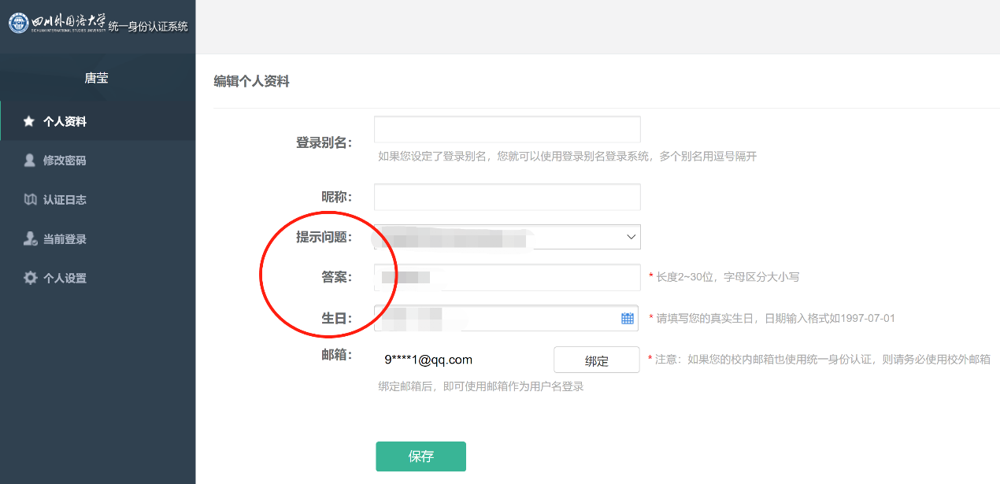 四川外国语大学 统一身份认证系统
SICHUAN INTERNATIONAL STUDIES UNIVERSITY
唐莹
个人资料
修改密码
认证日志
当前登录
个人设置
编辑个人资料
登录别名：
如果您设定了登录别名，您就可以使用登录别名登录系统，多个别名用逗号隔开
昵称：
提示问题：
答案： * 长度2~30位，字母区分大小写
生日： * 请填写您的真实生日，日期输入格式如1997-07-01
邮箱： 9****1@qq.com 绑定 * 注意：如果您的校内邮箱也使用统一身份认证，则请务必使用校外邮箱
绑定邮箱后，即可使用邮箱作为用户名登录
保存